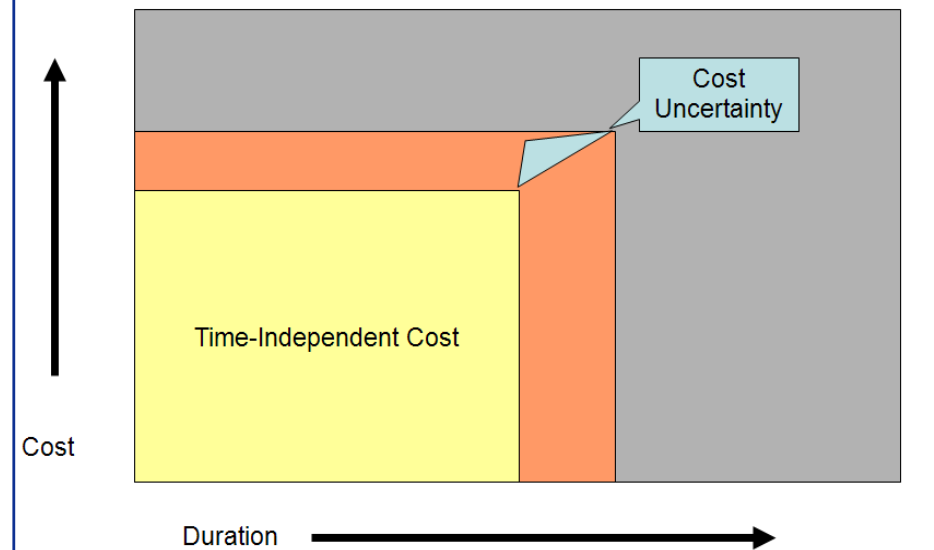 Cost
Uncertainty
Time-Independent Cost
Cost
Duration